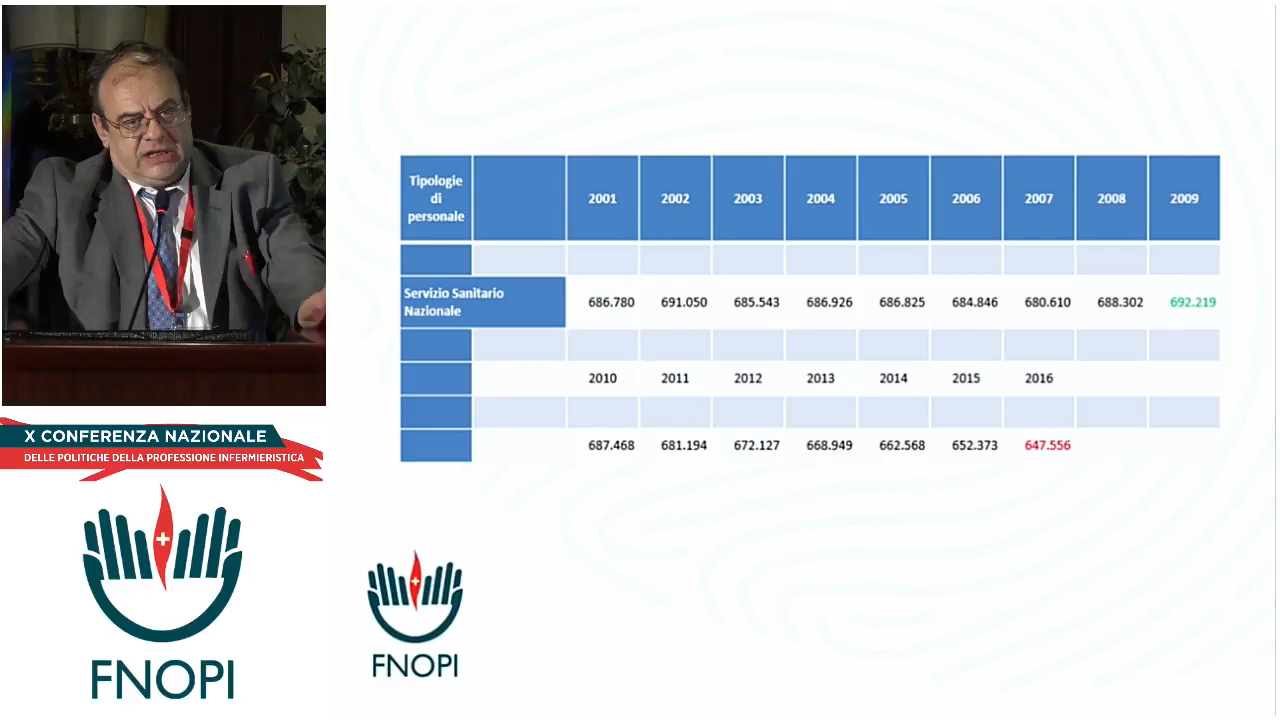 Tipologie
di
personale
2001 2002 2003 2004 2005 2006 2007 2008 2009
Servizio Sanitario
Nazionale
686.780 691.050 685.543 686.926 686.825 684.846 680.610 688.302 692.219
2010 2011 2012 2013 2014 2015 2016
687.468 681.194 672.127 668.949 662.568 652.373 647.556
X CONFERENZA NAZIONALE
DELLE POLITICHE DELLA PROFESSIONE INFERMIERISTICA
FNOPI
FNOPI